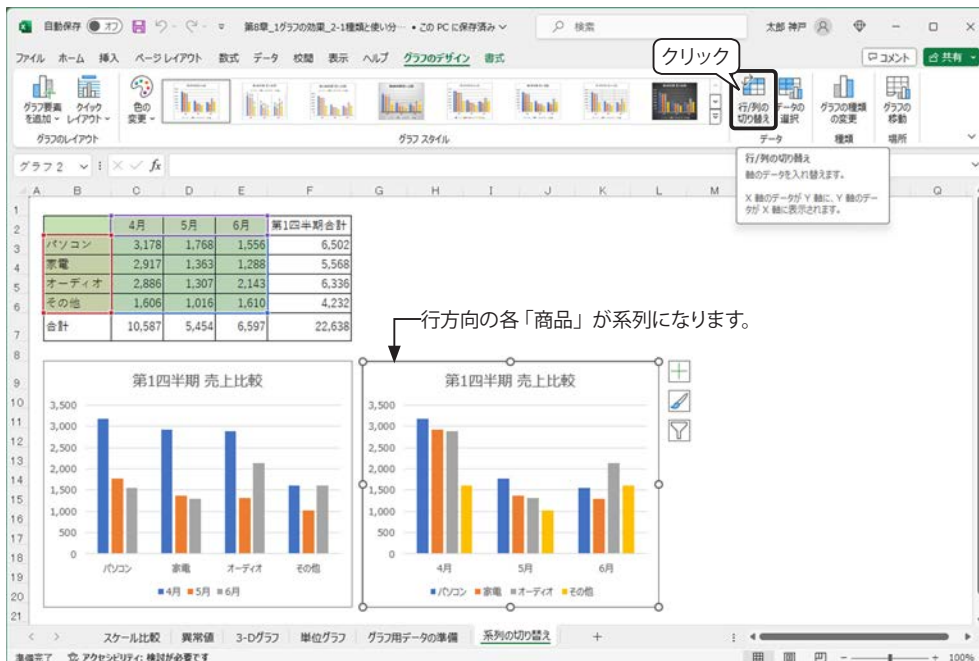 自動保存 オフ 第8章_1グラフの効果_2-1種類と使い分… • この PC に保存済み 検索 太郎 神戸
ファイル ホーム 挿入 ページ レイアウト 数式 データ 校閲 表示 ヘルプ グラフのデザイン 書式 コメント 共有
クリック
グラフ要素を追加 クイック レイアウト 色の変更 行/列の切り替え データの選択 グラフの種類の変更 グラフの移動
グラフのレイアウト グラフ スタイル データ 種類 場所
グラフ 2 fx
行/列の切り替え
軸のデータを入れ替えます。
X 軸のデータが Y 軸に、Y 軸のデー
タが X 軸に表示されます。
A B C D E F G H I J K L M Q
1
2 4月 5月 6月 第1四半期合計
3 パソコン 3,178 1,768 1,556 6,502
4 家電 2,917 1,363 1,288 5,568
5 オーディオ 2,886 1,307 2,143 6,336
6 その他 1,606 1,016 1,610 4,232
7 合計 10,587 5,454 6,597 22,638
行方向の各「商品」が系列になります。
8
9
10
11
12
13
14
15
16
17
18
19
20
21
第1四半期 売上比較
3,500
3,000
2,500
2,000
1,500
1,000
500
0
パソコン 家電 オーディオ その他
4月 5月 6月
第1四半期 売上比較
3,500
3,000
2,500
2,000
1,500
1,000
500
0
4月 5月 6月
パソコン 家電 オーディオ その他
スケール比較 異常値 3-Dグラフ 単位グラフ グラフ用データの準備 系列の切り替え
準備完了 アクセシビリティ: 検討が必要です 100%